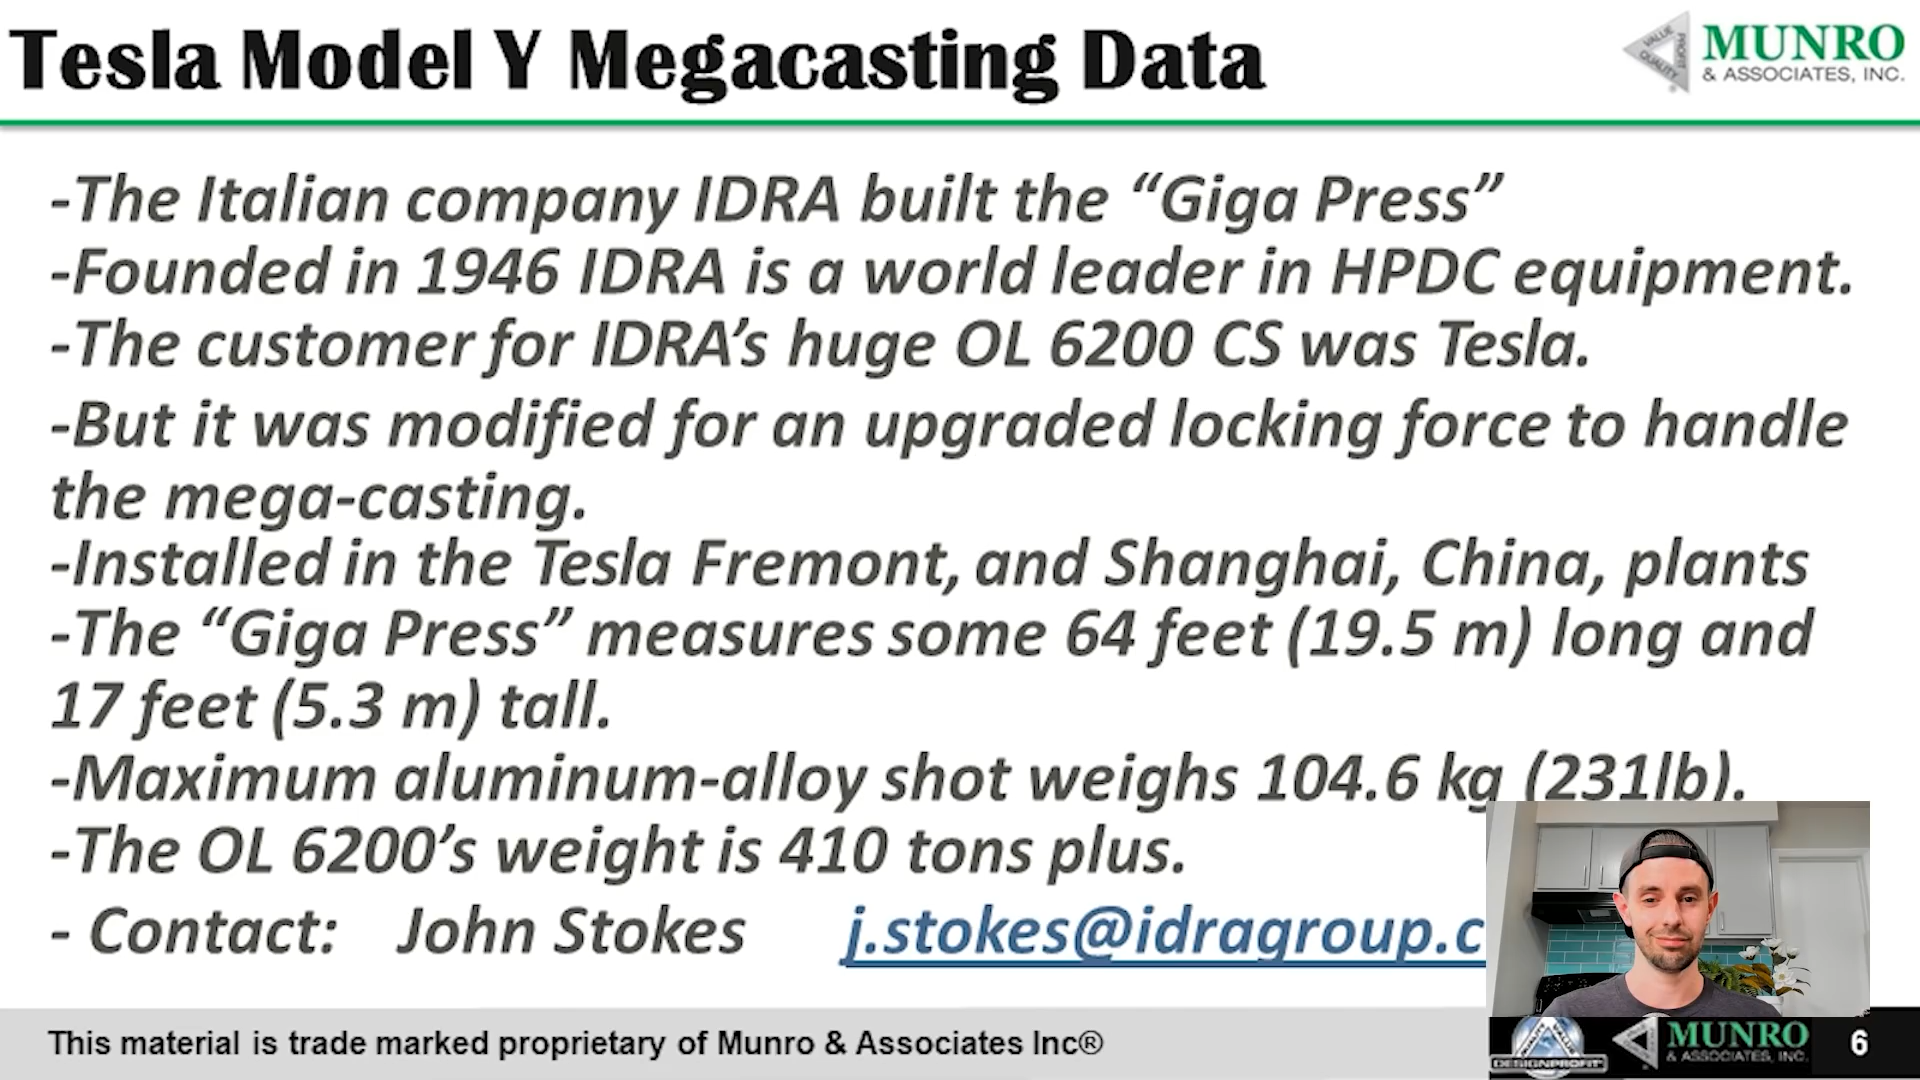 Tesla Model Y Megacasting Data
VALUE
QUALITY
PROFIT
MUNRO
& ASSOCIATES, INC.
-The Italian company IDRA built the “Giga Press”
-Founded in 1946 IDRA is a world leader in HPDC equipment.
-The customer for IDRA’s huge OL 6200 CS was Tesla.
-But it was modified for an upgraded locking force to handle
the mega-casting.
-Installed in the Tesla Fremont, and Shanghai, China, plants
-The “Giga Press” measures some 64 feet (19.5 m) long and
17 feet (5.3 m) tall.
-Maximum aluminum-alloy shot weighs 104.6 kg (231lb).
-The OL 6200’s weight is 410 tons plus.
- Contact: John Stokes j.stokes@idragroup.c
This material is trade marked proprietary of Munro & Associates Inc®
DESIGNPROFIT
MUNRO
& ASSOCIATES, INC.
6